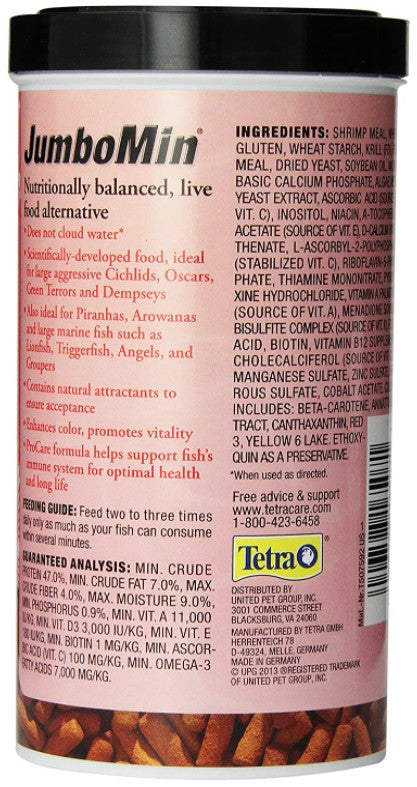 JumboMin®
Nutritionally balanced, live
food alternative
• Does not cloud water*
• Scientifically-developed food, ideal
for large aggressive Cichlids, Oscars,
Green Terrors and Dempseys
• Also ideal for Piranhas, Arowanas
and large marine fish such as
Lionfish, Triggerfish, Angels, and
Groupers
• Contains natural attractants to
ensure acceptance
• Enhances color, promotes vitality
• ProCare formula helps support fish's
immune system for optimal health
and long life
FEEDING GUIDE: Feed two to three times
daily only as much as your fish can consume
within several minutes.
GUARANTEED ANALYSIS: MIN. CRUDE
PROTEIN 47.0%, MIN. CRUDE FAT 7.0%, MAX.
CRUDE FIBER 4.0%, MAX. MOISTURE 9.0%,
MIN. PHOSPHORUS 0.9%, MIN. VIT A 11,000
IU/KG, MIN. VIT. D3 3,000 IU/KG, MIN. VIT. E
IU/KG, MIN. BIOTIN 1 MG/KG, MIN. ASCOR-
BIC ACID (VIT. C) 100 MG/KG, MIN. OMEGA-3
FATTY ACIDS 7,000 MG/KG.
INGREDIENTS: SHRIMP MEAL,
GLUTEN, WHEAT STARCH, KRILL
MEAL, DRIED YEAST, SOYBEAN OIL,
BASIC CALCIUM PHOSPHATE, ALGAE
YEAST EXTRACT, ASCORBIC ACID (SOURCE
VIT. C), INOSITOL, NIACIN, A-TOCOPHE
ACETATE (SOURCE OF VIT. E), D-CALCIUM
THENATE, L-ASCORBYL-2-POLYPHO
(STABILIZED VIT. C), RIBOFLAVIN-5-
PHATE, THIAMINE MONONITRATE,
XINE HYDROCHLORIDE, VITAMIN A
(SOURCE OF VIT. A), MENADIONE
BISULFITE COMPLEX (SOURCE OF VIT. K),
ACID, BIOTIN, VITAMIN B12
CHOLECALCIFEROL (SOURCE OF VIT.
MANGANESE SULFATE, ZINC
ROUS SULFATE, COBALT ACETATE.
INCLUDES: BETA-CAROTENE,
TRACT, CANTHAXANTHIN, RED
3, YELLOW 6 LAKE. ETHOXY-
QUIN AS A PRESERVATIVE.
*When used as directed.
Free advice & support
www.tetracare.com
1-800-423-6458
Tetra
DISTRIBUTED BY
UNITED PET GROUP, INC.
3001 COMMERCE STREET
BLACKSBURG, VA 24060
MANUFACTURED BY TETRA GMBH
HERRENTEICH 78
D-49324, MELLE, GERMANY
MADE IN GERMANY
© UPG 2013 ®REGISTERED TRADEMARK
OF UNITED PET GROUP, INC.
Mat.-Nr. T507592 US